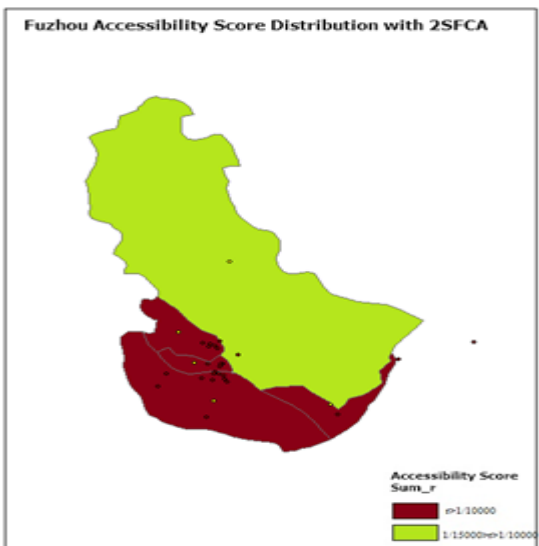 Fuzhou Accessibility Score Distribution with 2SFCA
Accessibility Score
Sum_r
r>1/10000
1/15000>r>1/10000